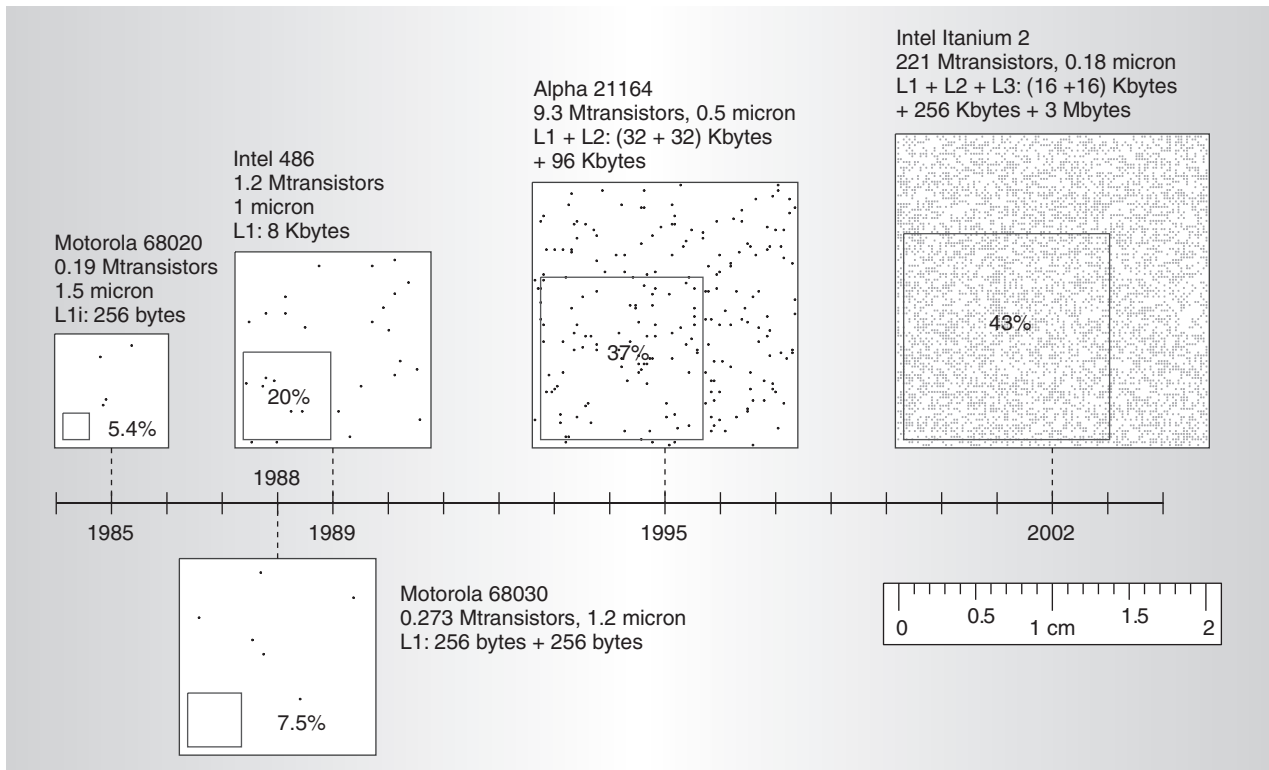 Motorola 68020
0.19 Mtransistors
1.5 micron
L1i: 256 bytes
5.4%
Intel 486
1.2 Mtransistors
1 micron
L1: 8 Kbytes
20%
Alpha 21164
9.3 Mtransistors, 0.5 micron
L1 + L2: (32 + 32) Kbytes
+ 96 Kbytes
37%
Intel Itanium 2
221 Mtransistors, 0.18 micron
L1 + L2 + L3: (16 +16) Kbytes
+ 256 Kbytes + 3 Mbytes
43%
1988
1985
1989
1995
2002
Motorola 68030
0.273 Mtransistors, 1.2 micron
L1: 256 bytes + 256 bytes
7.5%
0 0.5 1 cm 1.5 2